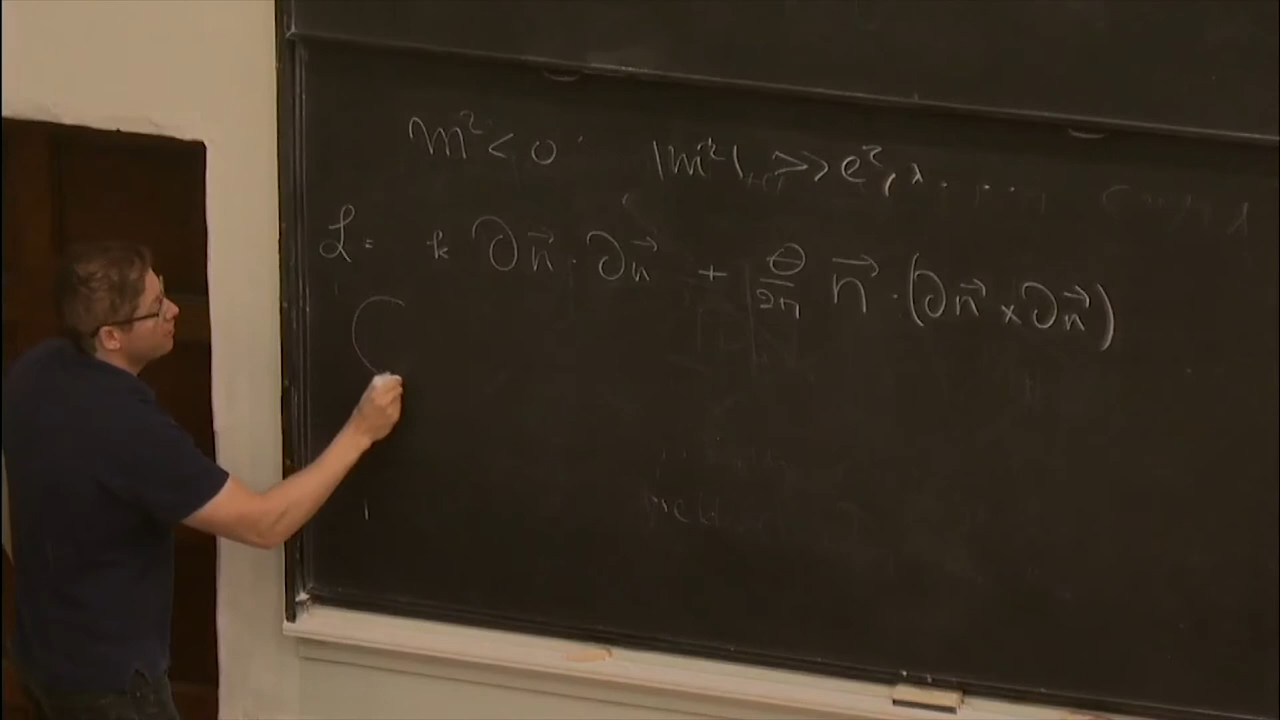 m² < 0 |m²| >> e², λ . . .
ℒ = k ∂n⃗ · ∂n⃗ + θ/2π n⃗ · (∂n⃗ × ∂n⃗)